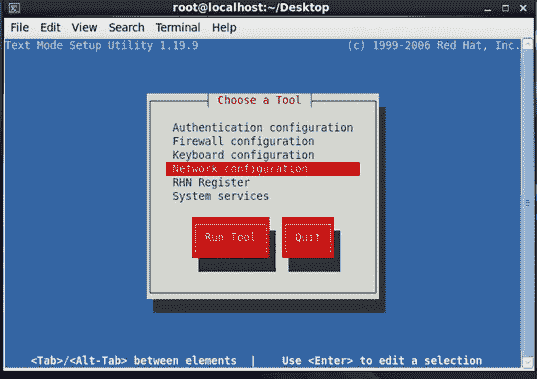 root@localhost:~/Desktop
File Edit View Search Terminal Help
Text Mode Setup Utility 1.19.9 (c) 1999-2006 Red Hat, Inc.
Choose a Tool
Authentication configuration
Firewall configuration
Keyboard configuration
Network configuration
RHN Register
System services
Run Tool Quit
<Tab>/<Alt-Tab> between elements | Use <Enter> to edit a selection